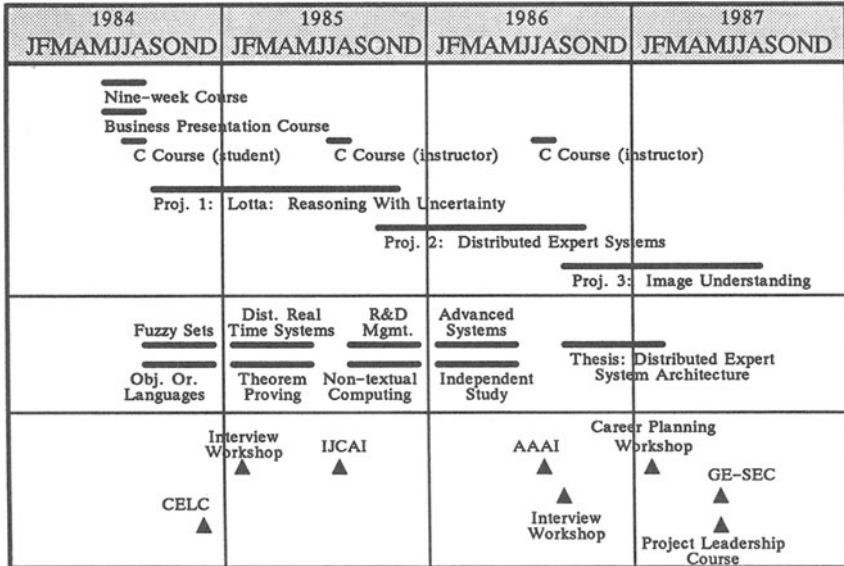 1984 1985 1986 1987
JFMAMJJASOND JFMAMJJASOND JFMAMJJASOND JFMAMJJASOND
Nine-week Course
Business Presentation Course
C Course (student) C Course (instructor) C Course (instructor)
Proj. 1: Lotta: Reasoning With Uncertainty
Proj. 2: Distributed Expert Systems
Proj. 3: Image Understanding
Fuzzy Sets
Dist. Real
Time Systems
R&D
Mgmt.
Advanced
Systems
Obj. Or.
Languages
Theorem
Proving
Non-textual
Computing
Independent
Study
Thesis: Distributed Expert
System Architecture
Interview
Workshop
IJCAI
AAAI
Career Planning
Workshop
CELC
Interview
Workshop
GE-SEC
Project Leadership
Course